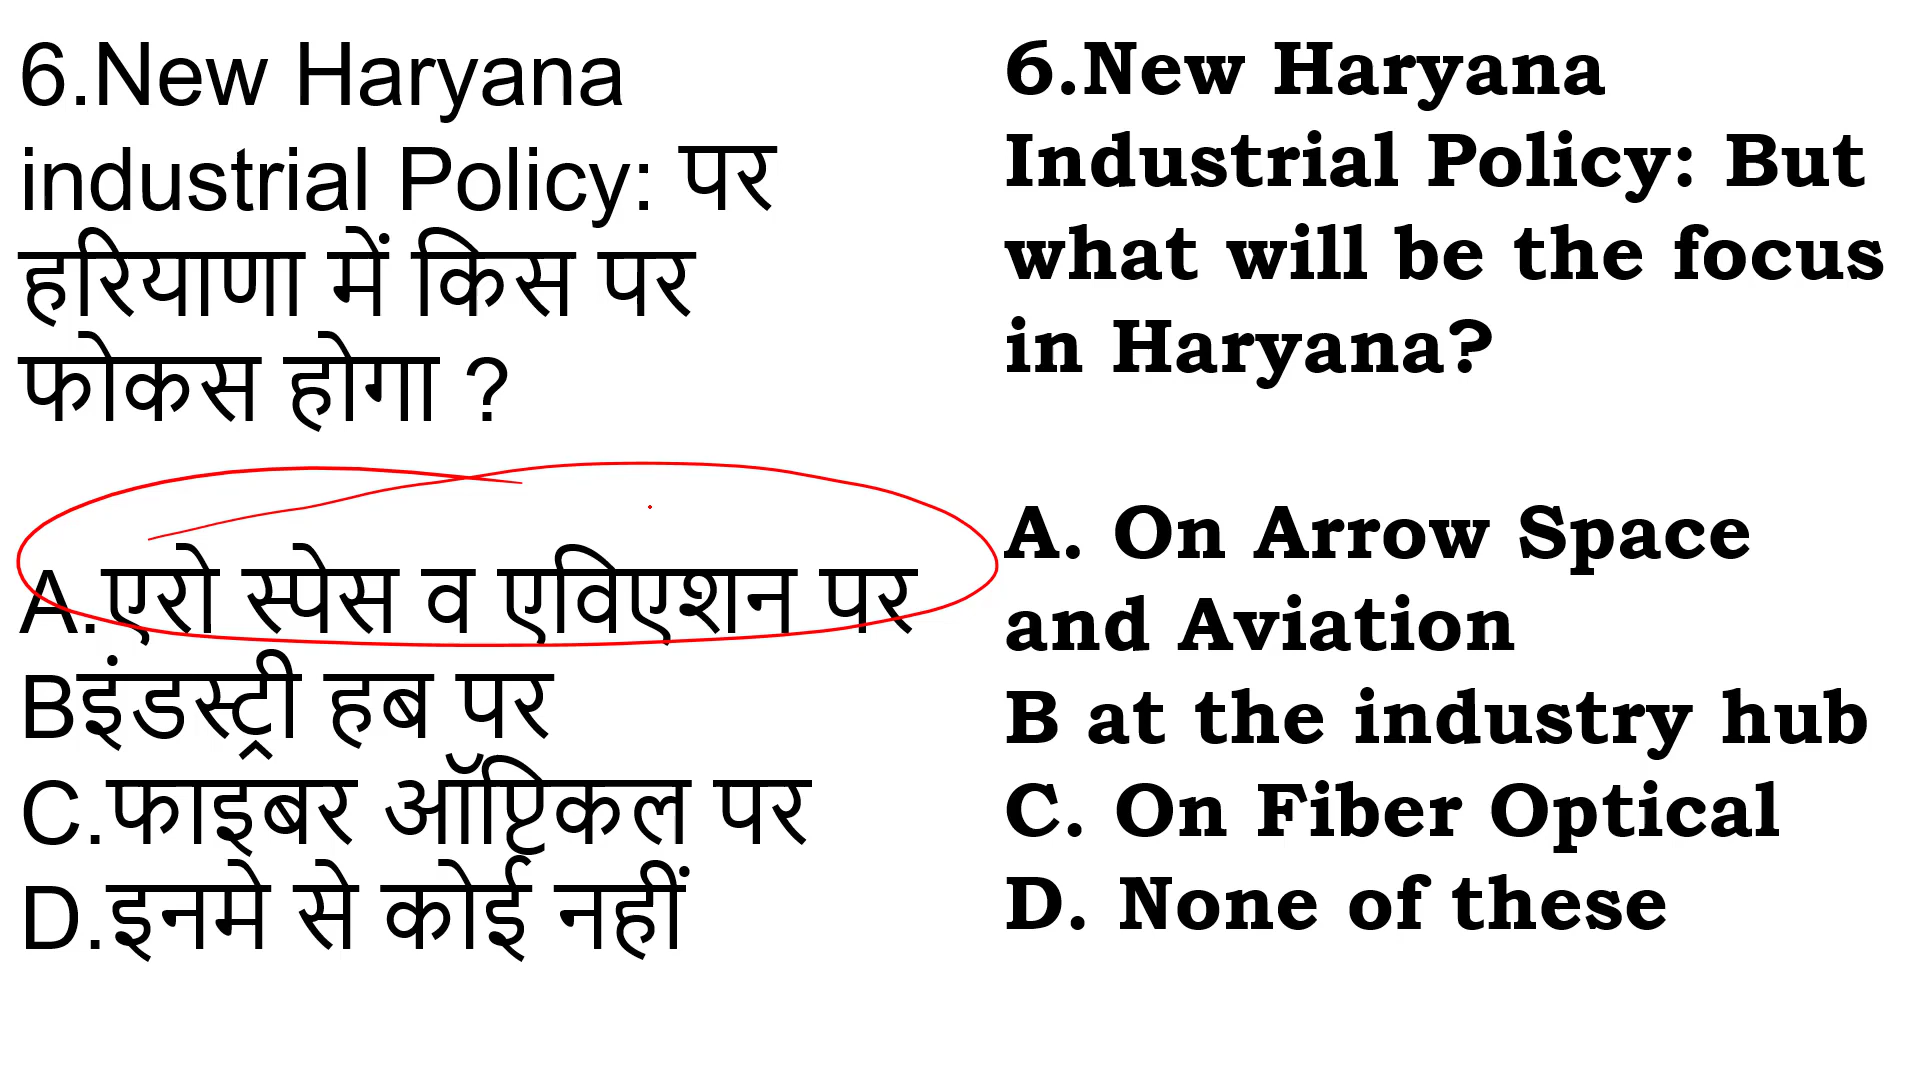 6.New Haryana
industrial Policy: पर
हरियाणा में किस पर
फोकस होगा ?
A.एरो स्पेस व एविएशन पर
Bइंडस्ट्री हब पर
C.फाइबर ऑप्टिकल पर
D.इनमे से कोई नहीं
6.New Haryana
Industrial Policy: But
what will be the focus
in Haryana?
A. On Arrow Space
and Aviation
B at the industry hub
C. On Fiber Optical
D. None of these